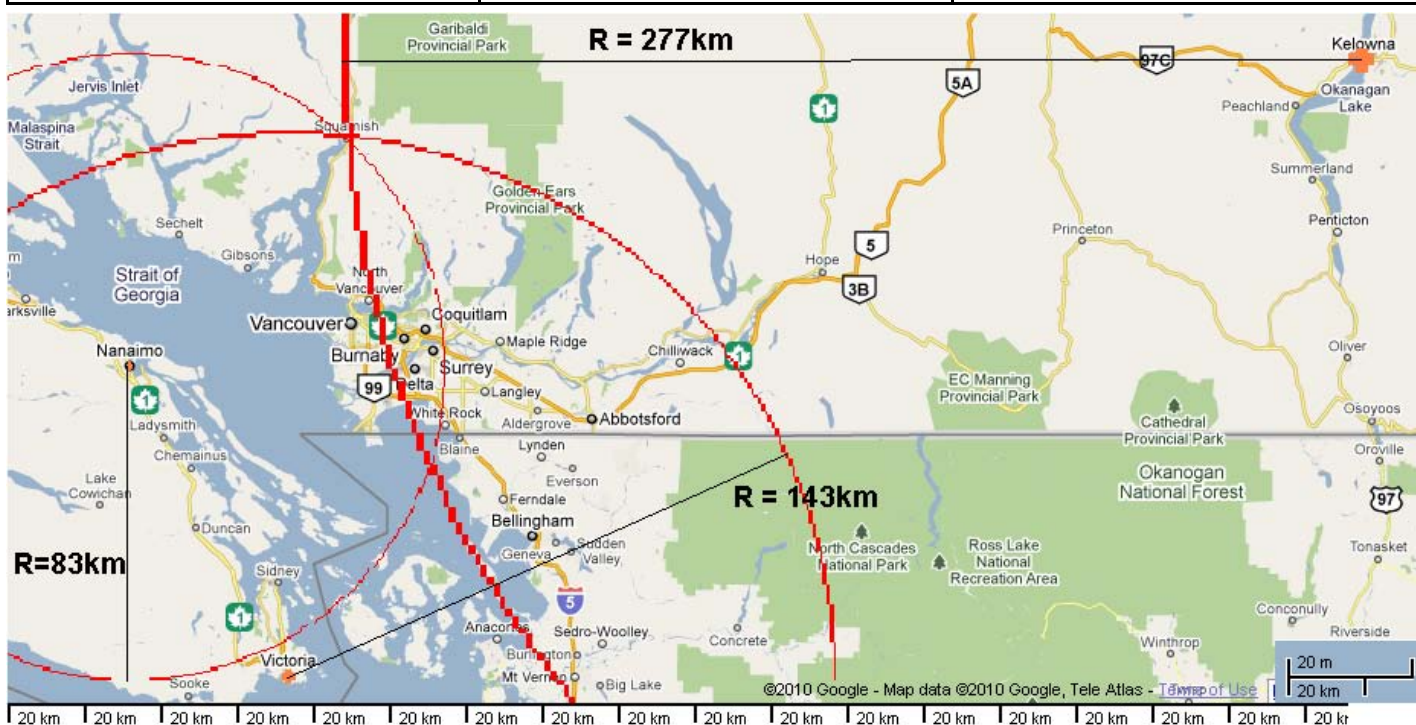 Garibaldi
Provincial Park
R = 277km
Kelowna
97C
5A
1
Jervis Inlet
Okanagan
Lake
Peachland
Malaspina
Strait
Squamish
Summerland
Golden Ears
Provincial Park
Sechelt
Penticton
Princeton
Gibsons
5
Hope
Strait of
Georgia
North
Vancouver
3B
arksville
Vancouver
1
Coquitlam
Maple Ridge
Nanaimo
Burnaby
Chilliwack
1
Oliver
Surrey
99
Delta
Langley
EC Manning
Provincial Park
1
Ladysmith
White Rock
Aldergrove
Abbotsford
Osoyoos
Cathedral
Provincial Park
Chemainus
Blaine
Lynden
Oroville
Lake
Cowichan
Everson
Okanogan
National Forest
R = 143km
Ferndale
97
Duncan
Bellingham
Geneva
Sudden
Valley
North Cascades
National Park
Ross Lake
National
Recreation Area
Tonasket
R=83km
Sidney
5
1
Conconully
Anacortes
Sedro-Woolley
Concrete
Riverside
Burlington
Winthrop
Victoria
20 m
Sooke
Mt Vernon
Big Lake
©2010 Google - Map data ©2010 Google, Tele Atlas - Terms of Use
20 km
20 km 20 km 20 km 20 km 20 km 20 km 20 km 20 km 20 km 20 km 20 km 20 km 20 km 20 km 20 km 20 km 20 km 20 kr